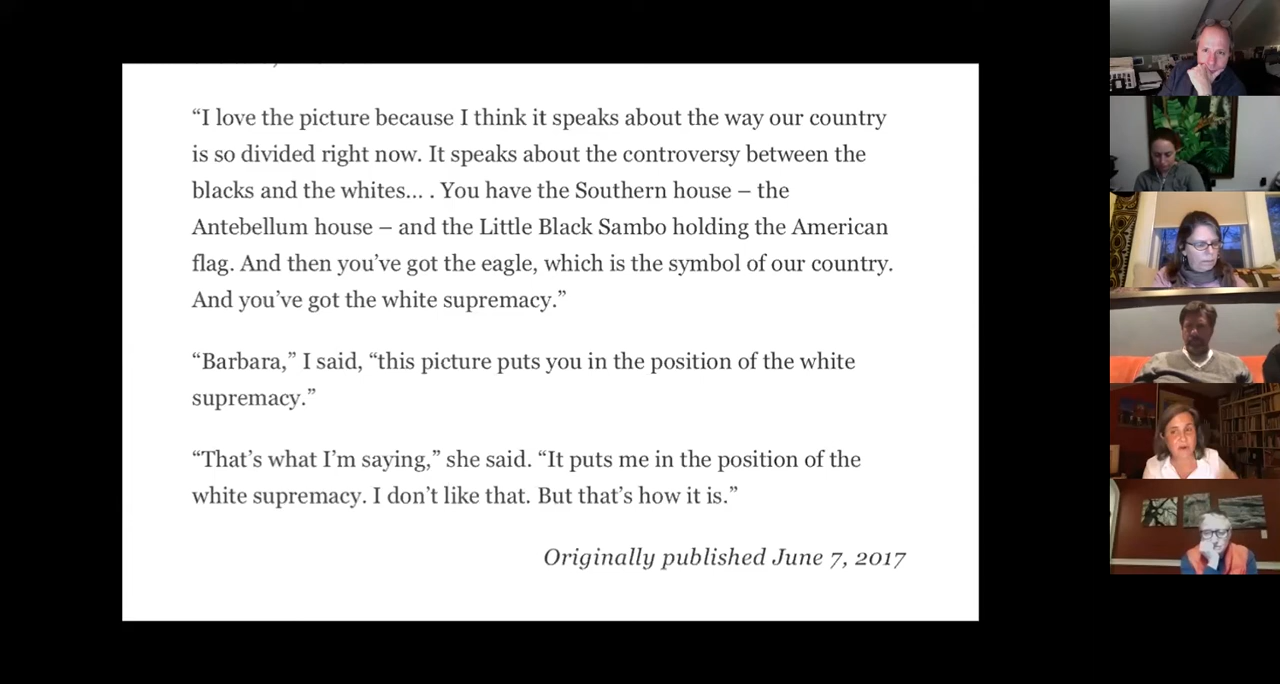 “I love the picture because I think it speaks about the way our country
is so divided right now. It speaks about the controversy between the
blacks and the whites… . You have the Southern house – the
Antebellum house – and the Little Black Sambo holding the American
flag. And then you’ve got the eagle, which is the symbol of our country.
And you’ve got the white supremacy.”
“Barbara,” I said, “this picture puts you in the position of the white
supremacy.”
“That’s what I’m saying,” she said. “It puts me in the position of the
white supremacy. I don’t like that. But that’s how it is.”
Originally published June 7, 2017